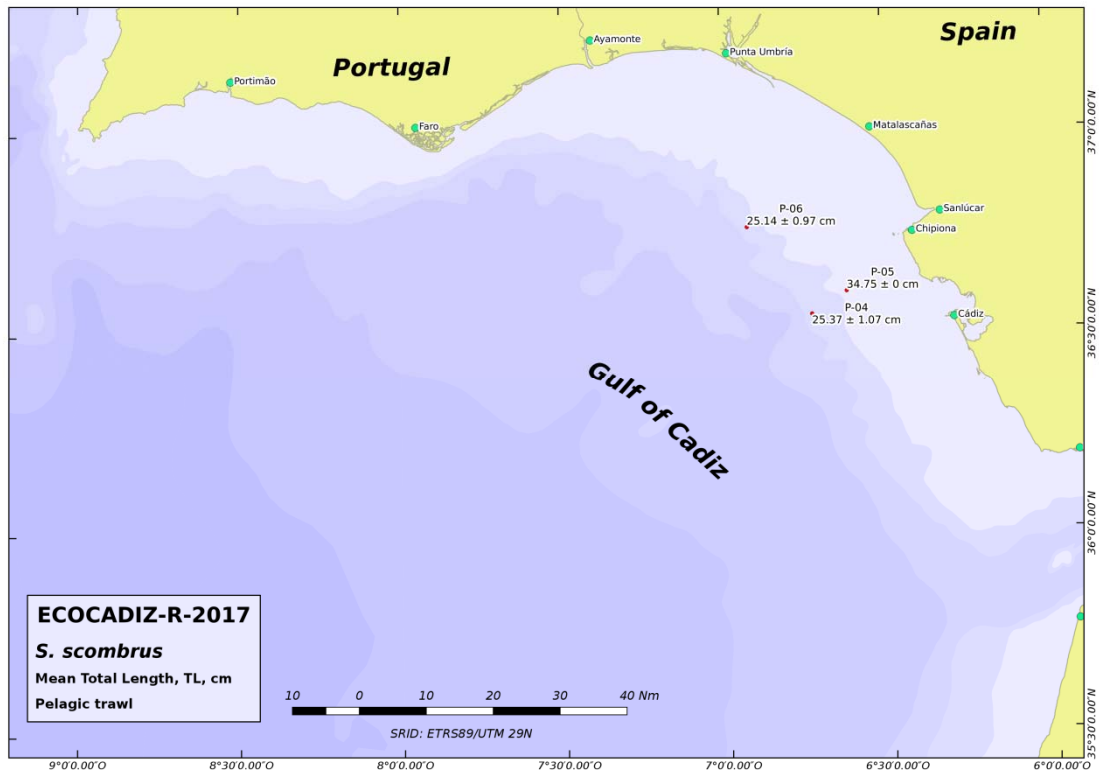 Spain
Ayamonte
Punta Umbría
Portugal
Portimão
Faro
Matalascañas
37°0'0.00"N
P-06
25.14 ± 0.97 cm
Sanlúcar
Chipiona
P-05
34.75 ± 0 cm
P-04
25.37 ± 1.07 cm
Cádiz
36°30'0.00"N
Gulf of Cadiz
36°0'0.00"N
ECOCADIZ-R-2017
S. scombrus
Mean Total Length, TL, cm
Pelagic trawl
10 0 10 20 30 40 Nm
SRID: ETRS89/UTM 29N
35°30'0.00"N
9°0'0.00"O 8°30'0.00"O 8°0'0.00"O 7°30'0.00"O 7°0'0.00"O 6°30'0.00"O 6°0'0.00"O